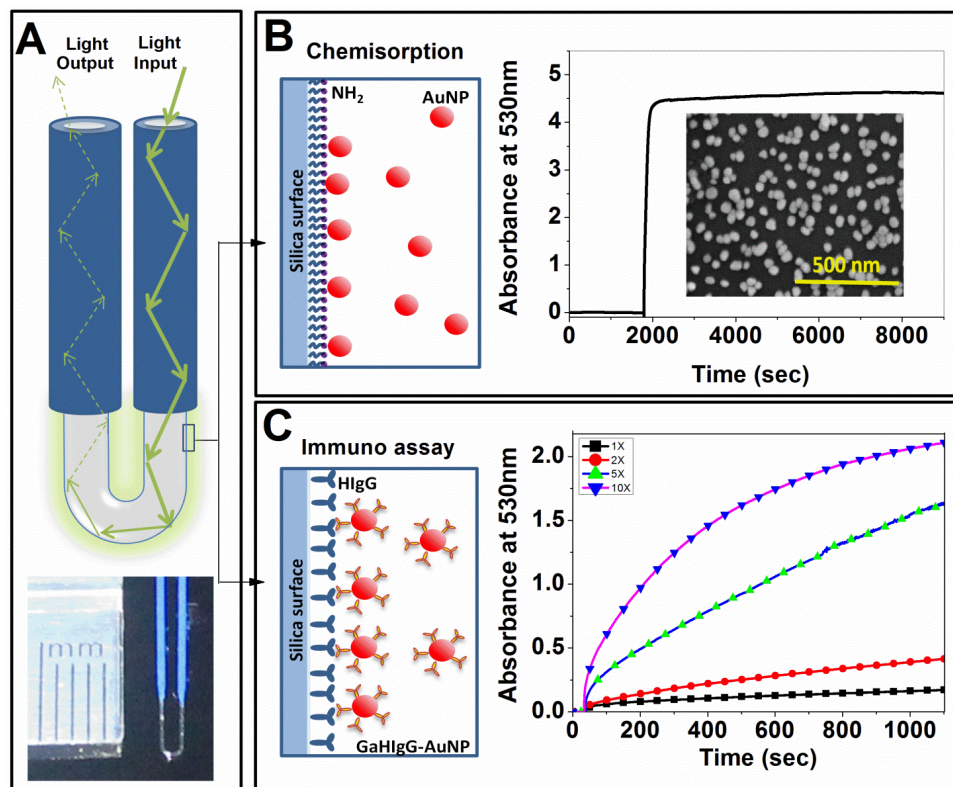 A
Light
Output
Light
Input
mm
B
Chemisorption
NH₂
AuNP
Silica surface
Absorbance at 530nm
5
4
3
2
1
0
500 nm
0 2000 4000 6000 8000
Time (sec)
C
Immuno assay
HIgG
Silica surface
GaHIgG-AuNP
Absorbance at 530nm
2.0
1.5
1.0
0.5
0.0
1X
2X
5X
10X
0 200 400 600 800 1000
Time (sec)